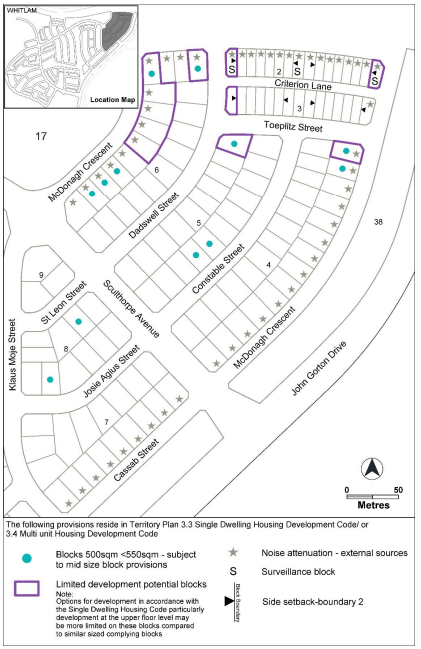 WHITLAM
Location Map
17
2
S
S
S
Criterion Lane
3
Toeplitz Street
McDonagh Crescent
6
Dadswell Street
38
5
Constable Street
4
9
St Leon Street
Sculthorpe Avenue
McDonagh Crescent
Klaus Moje Street
8
Josie Agius Street
John Gorton Drive
7
Cassab Street
0 50
Metres
The following provisions reside in Territory Plan 3.3 Single Dwelling Housing Development Code/ or
3.4 Multi unit Housing Development Code
Blocks 500sqm <550sqm - subject
to mid size block provisions
Limited development potential blocks
Note:
Options for development in accordance with
the Single Dwelling Housing Code particularly
development at the upper floor level may
be more limited on these blocks compared
to similar sized complying blocks
Noise attenuation - external sources
S Surveillance block
Block Boundary
Side setback-boundary 2